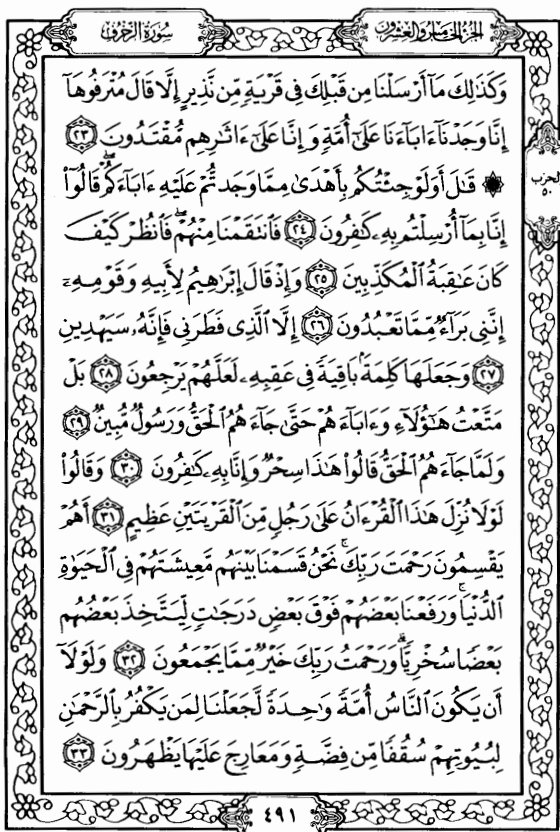 سُورَةُ الزُّخْرُفِ
الجُزْءُ الخَامِسُ وَالعِشْرُونَ
وَكَذَٰلِكَ مَآ أَرْسَلْنَا مِن قَبْلِكَ فِى قَرْيَةٍ مِّن نَّذِيرٍ إِلَّا قَالَ مُتْرَفُوهَآ
إِنَّا وَجَدْنَآ ءَابَآءَنَا عَلَىٰٓ أُمَّةٍ وَإِنَّا عَلَىٰٓ ءَاثَٰرِهِم مُّقْتَدُونَ ٢٣
۞ قَٰلَ أَوَلَوْ جِئْتُكُم بِأَهْدَىٰ مِمَّا وَجَدتُّمْ عَلَيْهِ ءَابَآءَكُمْ ۖ قَالُوٓا۟
الحزب
٥٠
إِنَّا بِمَآ أُرْسِلْتُم بِهِۦ كَٰفِرُونَ ٢٤ فَٱنتَقَمْنَا مِنْهُمْ ۖ فَٱنظُرْ كَيْفَ
كَانَ عَٰقِبَةُ ٱلْمُكَذِّبِينَ ٢٥ وَإِذْ قَالَ إِبْرَٰهِيمُ لِأَبِيهِ وَقَوْمِهِۦٓ
إِنَّنِى بَرَآءٌ مِّمَّا تَعْبُدُونَ ٢٦ إِلَّا ٱلَّذِى فَطَرَنِى فَإِنَّهُۥ سَيَهْدِينِ
٢٧ وَجَعَلَهَا كَلِمَةًۢ بَاقِيَةً فِى عَقِبِهِۦ لَعَلَّهُمْ يَرْجِعُونَ ٢٨ بَلْ
مَتَّعْتُ هَٰٓؤُلَآءِ وَءَابَآءَهُمْ حَتَّىٰ جَآءَهُمُ ٱلْحَقُّ وَرَسُولٌ مُّبِينٌ ٢٩
وَلَمَّا جَآءَهُمُ ٱلْحَقُّ قَالُوا۟ هَٰذَا سِحْرٌ وَإِنَّا بِهِۦ كَٰفِرُونَ ٣٠ وَقَالُوا۟
لَوْلَا نُزِّلَ هَٰذَا ٱلْقُرْءَانُ عَلَىٰ رَجُلٍ مِّنَ ٱلْقَرْيَتَيْنِ عَظِيمٍ ٣١ أَهُمْ
يَقْسِمُونَ رَحْمَتَ رَبِّكَ ۚ نَحْنُ قَسَمْنَا بَيْنَهُم مَّعِيشَتَهُمْ فِى ٱلْحَيَوٰةِ
ٱلدُّنْيَا ۚ وَرَفَعْنَا بَعْضَهُمْ فَوْقَ بَعْضٍ دَرَجَٰتٍ لِّيَتَّخِذَ بَعْضُهُم
بَعْضًا سُخْرِيًّا ۗ وَرَحْمَتُ رَبِّكَ خَيْرٌ مِّمَّا يَجْمَعُونَ ٣٢ وَلَوْلَآ
أَن يَكُونَ ٱلنَّاسُ أُمَّةً وَٰحِدَةً لَّجَعَلْنَا لِمَن يَكْفُرُ بِٱلرَّحْمَٰنِ
لِبُيُوتِهِمْ سُقُفًا مِّن فِضَّةٍ وَمَعَارِجَ عَلَيْهَا يَظْهَرُونَ ٣٣
٤٩١